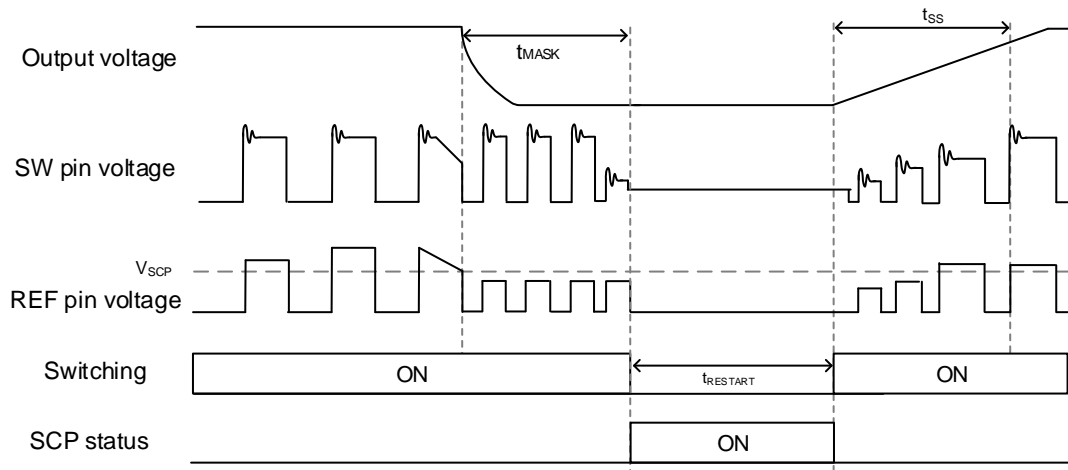 tSS
Output voltage
tMASK
SW pin voltage
VSCP
REF pin voltage
Switching
ON
tRESTART
ON
SCP status
ON